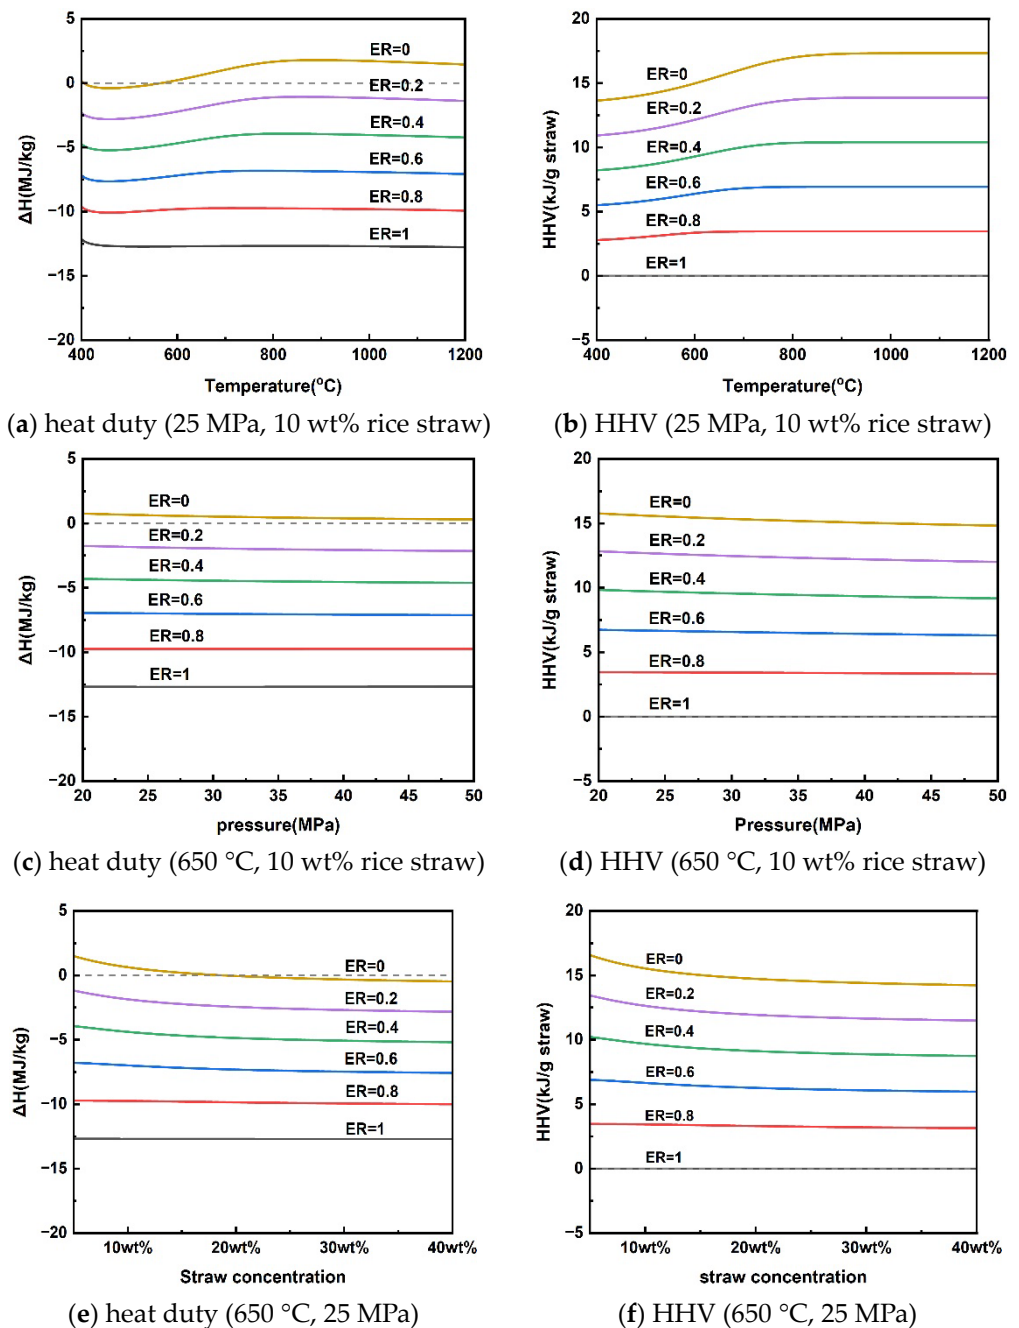 5
0
−5
−10
−15
−20
ΔH(MJ/kg)
ER=0
ER=0.2
ER=0.4
ER=0.6
ER=0.8
ER=1
400 600 800 1000 1200
Temperature(°C)
(a) heat duty (25 MPa, 10 wt% rice straw)
20
15
10
5
0
−5
HHV(kJ/g straw)
ER=0
ER=0.2
ER=0.4
ER=0.6
ER=0.8
ER=1
400 600 800 1000 1200
Temperature(°C)
(b) HHV (25 MPa, 10 wt% rice straw)
5
0
−5
−10
−15
−20
ΔH(MJ/kg)
ER=0
ER=0.2
ER=0.4
ER=0.6
ER=0.8
ER=1
20 25 30 35 40 45 50
pressure(MPa)
(c) heat duty (650 °C, 10 wt% rice straw)
20
15
10
5
0
−5
HHV(kJ/g straw)
ER=0
ER=0.2
ER=0.4
ER=0.6
ER=0.8
ER=1
20 25 30 35 40 45 50
Pressure(MPa)
(d) HHV (650 °C, 10 wt% rice straw)
5
0
−5
−10
−15
−20
ΔH(MJ/kg)
ER=0
ER=0.2
ER=0.4
ER=0.6
ER=0.8
ER=1
10wt% 20wt% 30wt% 40wt%
Straw concentration
(e) heat duty (650 °C, 25 MPa)
20
15
10
5
0
−5
HHV(kJ/g straw)
ER=0
ER=0.2
ER=0.4
ER=0.6
ER=0.8
ER=1
10wt% 20wt% 30wt% 40wt%
straw concentration
(f) HHV (650 °C, 25 MPa)